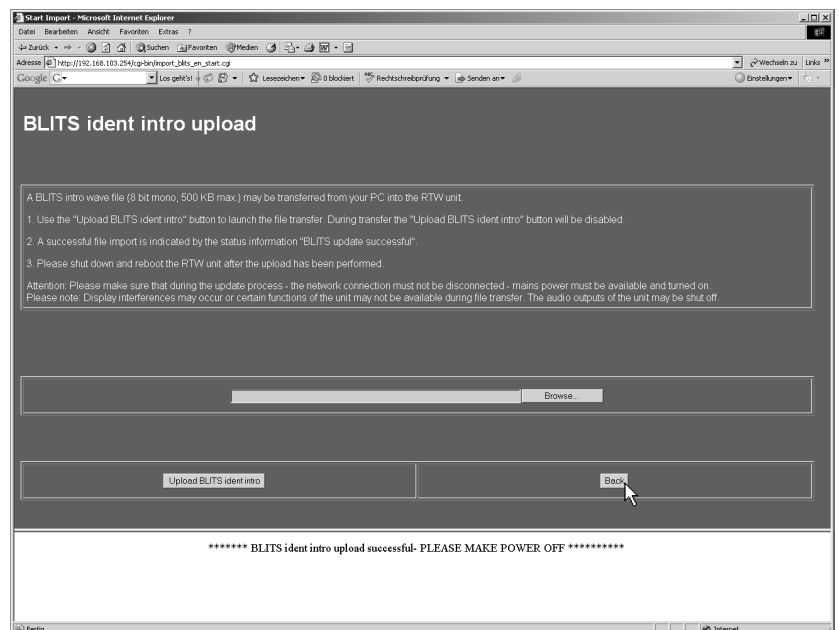 Start Import - Microsoft Internet Explorer
Datei Bearbeiten Ansicht Favoriten Extras ?
Zurück Suchen Favoriten Medien
Adresse http://192.168.103.254/cgi-bin/import_blits_en_start.cgi Wechseln zu Links »
Google G Los geht's! Lesezeichen 0 blockiert Rechtschreibprüfung Senden an Einstellungen
BLITS ident intro upload
A BLITS intro wave file (8 bit mono, 500 KB max.) may be transferred from your PC into the RTW unit.
1. Use the "Upload BLITS ident intro" button to launch the file transfer. During transfer the "Upload BLITS ident intro" button will be disabled.
2. A successful file import is indicated by the status information "BLITS update successful".
3. Please shut down and reboot the RTW unit after the upload has been performed.
Attention: Please make sure that during the update process - the network connection must not be disconnected - mains power must be available and turned on.
Please note: Display interferences may occur or certain functions of the unit may not be available during file transfer. The audio outputs of the unit may be shut off.
Browse...
Upload BLITS ident intro Back
******* BLITS ident intro upload successful- PLEASE MAKE POWER OFF **********
Fertig Internet